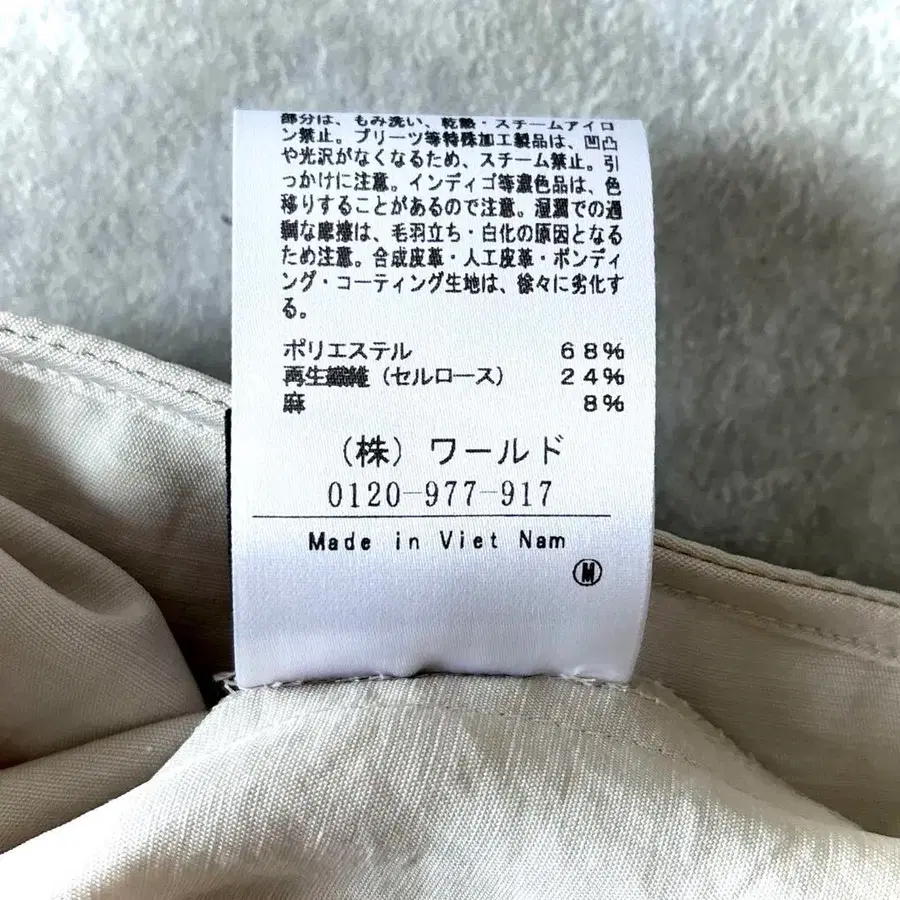 部分は、もみ洗い、乾熱・スチームアイロ
ン禁止。プリーツ等特殊加工製品は、凹凸
や光沢がなくなるため、スチーム禁止。引
っかけに注意。インディゴ等濃色品は、色
移りすることがあるので注意。湿潤での過
剰な摩擦は、毛羽立ち・白化の原因となる
ため注意。合成皮革・人工皮革・ボンディ
ング・コーティング生地は、徐々に劣化す
る。
ポリエステル 68%
再生繊維（セルロース） 24%
麻 8%
（株）ワールド
0120-977-917
Made in Viet Nam
Ⓜ